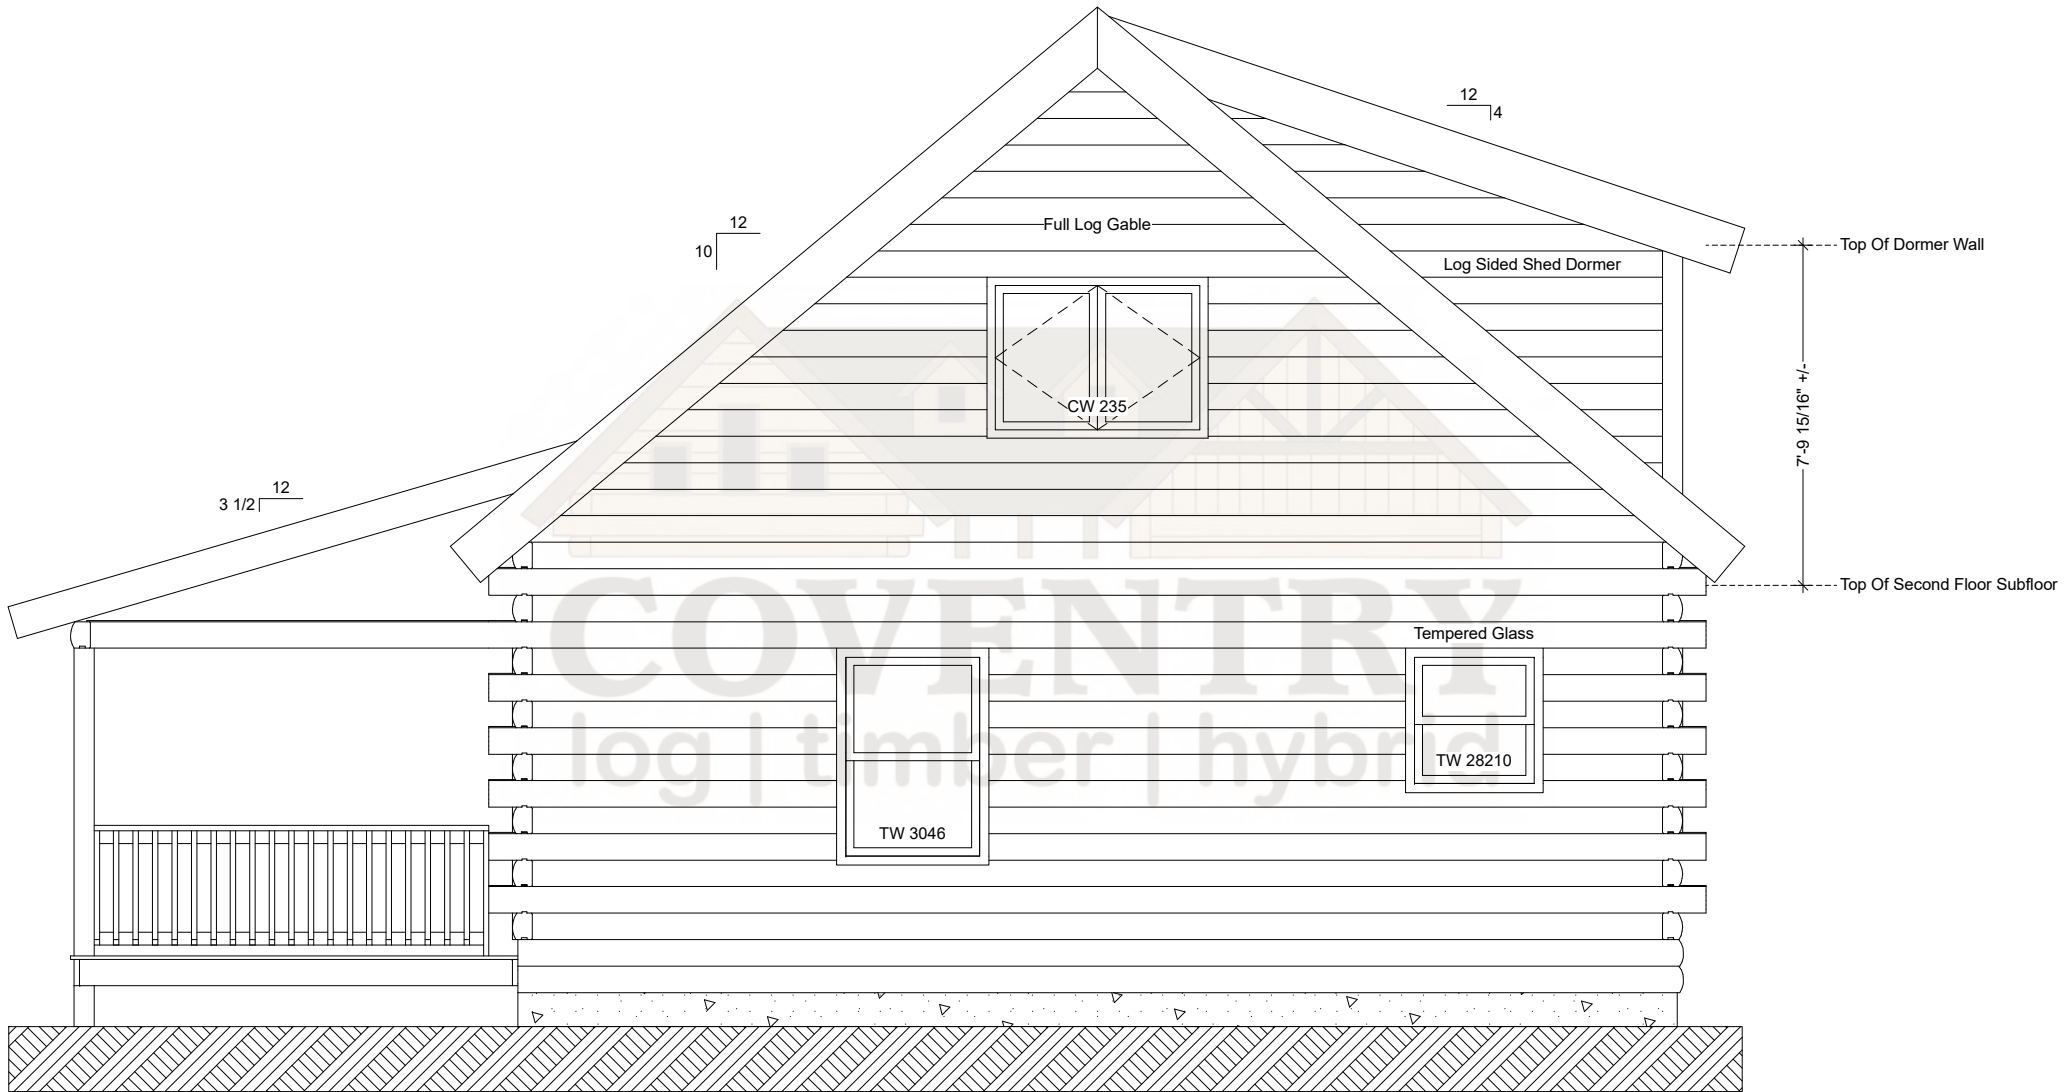 12
4
12
10
Full Log Gable
Top Of Dormer Wall
Log Sided Shed Dormer
7'-9 15/16" +/-
CW 235
12
3 1/2
Top Of Second Floor Subfloor
COVENTRY
Tempered Glass
log | timber | hybrid
TW 28210
TW 3046